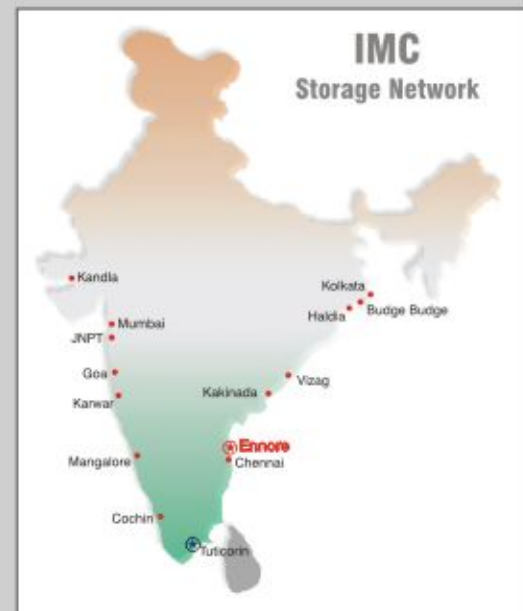 IMC
Storage Network
Kandla
Kolkata
Haldia
Budge Budge
Mumbai
JNPT
Goa
Vizag
Karwar
Kakinada
Ennore
Mangalore
Chennai
Cochin
Tuticorin